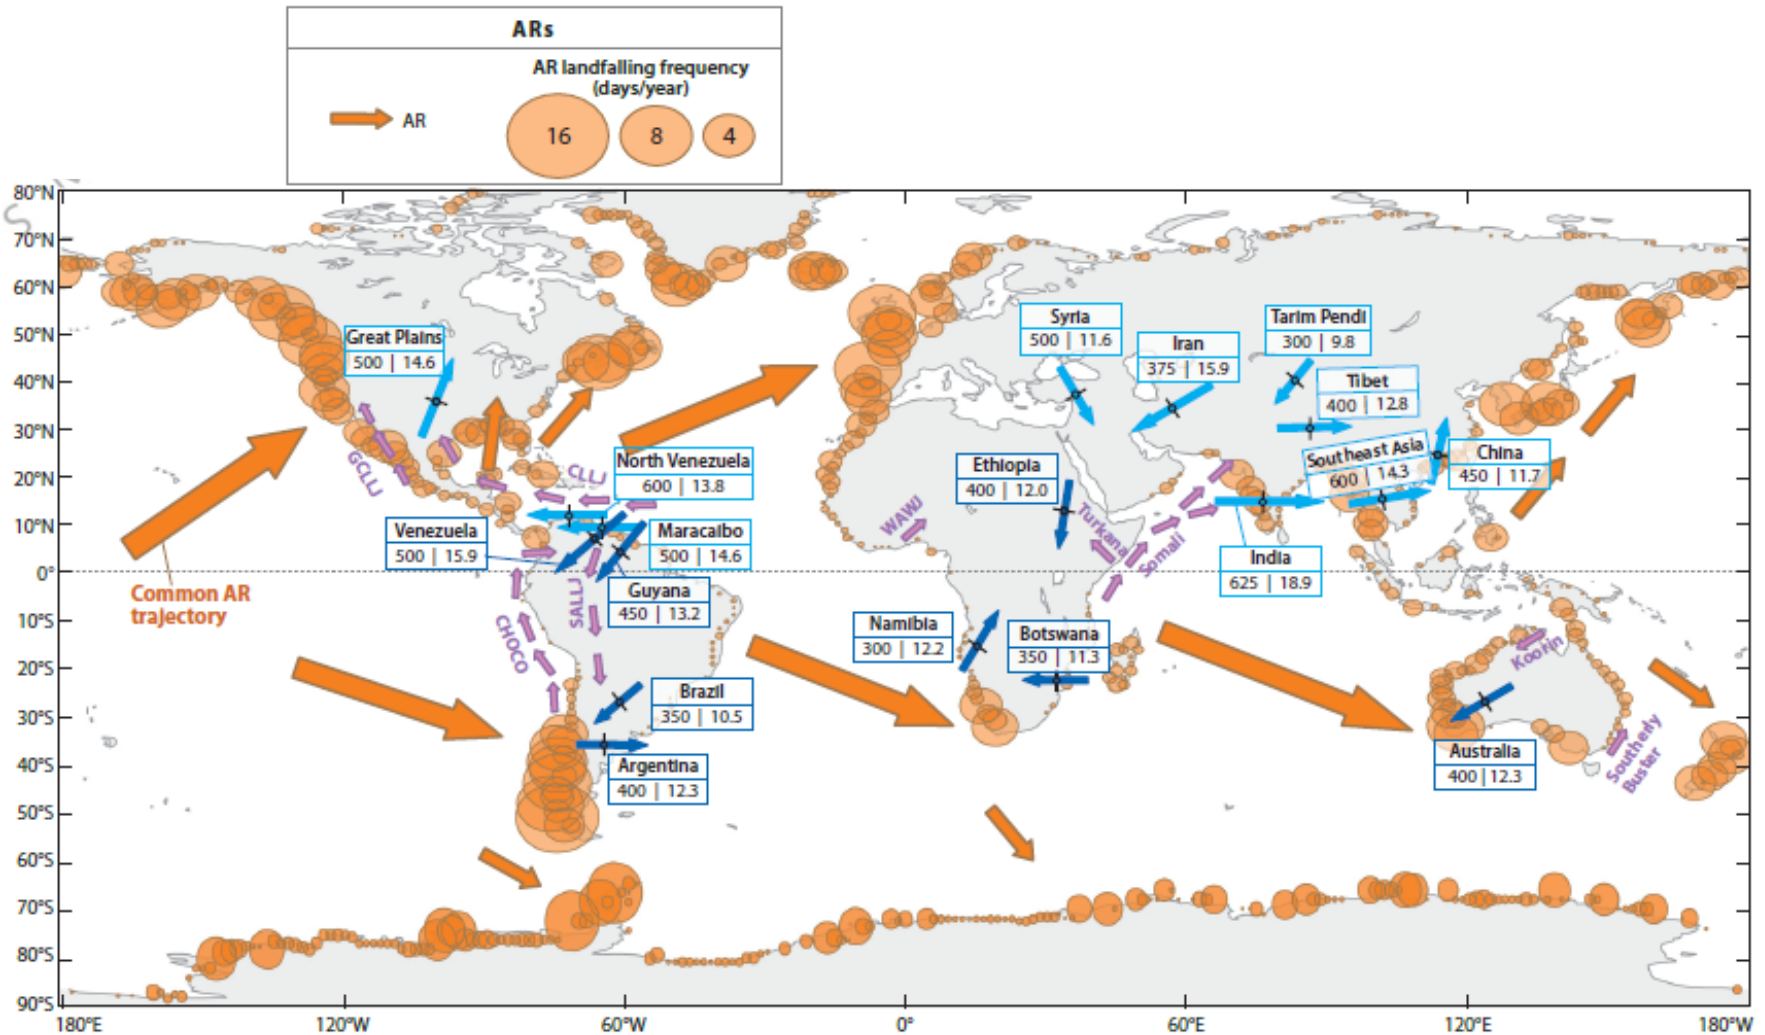 ARs
AR landfalling frequency
(days/year)
AR
16
8
4
80°N
70°N
60°N
50°N
40°N
30°N
20°N
10°N
0°
10°S
20°S
30°S
40°S
50°S
60°S
70°S
80°S
90°S
Great Plains
500 | 14.6
Syria
500 | 11.6
Iran
375 | 15.9
Tarim Pendi
300 | 9.8
Tibet
400 | 12.8
Southeast Asia
600 | 14.3
China
450 | 11.7
GCLLJ
CLLJ
North Venezuela
600 | 13.8
Ethiopia
400 | 12.0
WAWJ
Turkana
Somali
Venezuela
500 | 15.9
Maracaibo
500 | 14.6
India
625 | 18.9
Common AR
trajectory
Guyana
450 | 13.2
SALLJ
CHOCO
Namibia
300 | 12.2
Botswana
350 | 11.3
Koorin
Brazil
350 | 10.5
Argentina
400 | 12.3
Australia
400 | 12.3
Southerly
Buster
180°E
120°W
60°W
0°
60°E
120°E
180°W